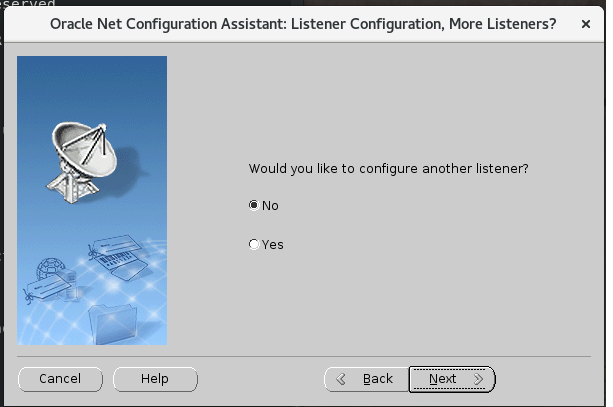 eserved
Oracle Net Configuration Assistant: Listener Configuration, More Listeners?
Would you like to configure another listener?
No
Yes
Cancel
Help
Back
Next